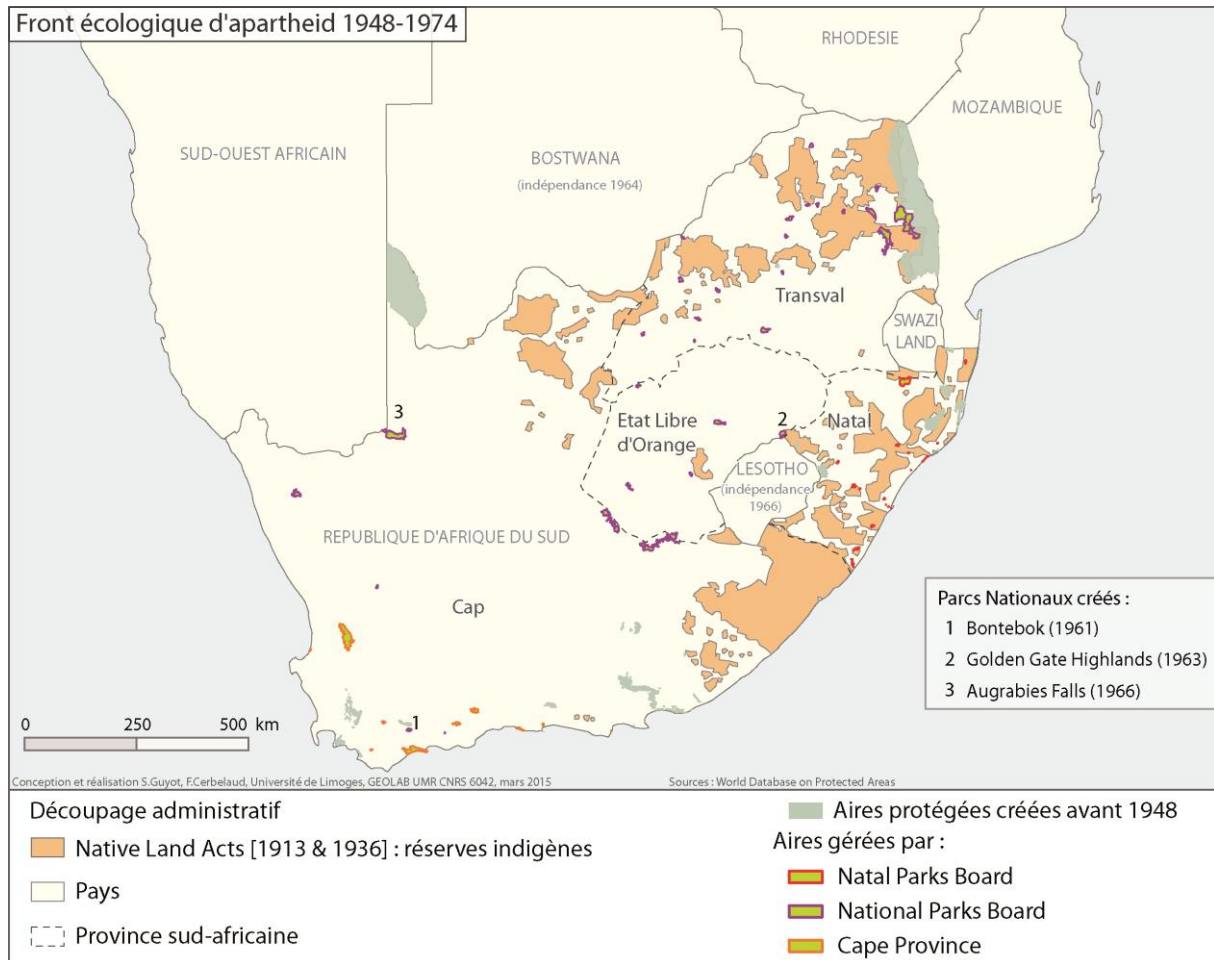 Front écologique d'apartheid 1948-1974
RHODESIE
MOZAMBIQUE
SUD-OUEST AFRICAIN
BOSTWANA
(indépendance 1964)
Transval
SWAZI
LAND
3
Etat Libre
d'Orange
2
Natal
LESOTHO
(indépendance
1966)
REPUBLIQUE D'AFRIQUE DU SUD
Cap
Parcs Nationaux créés :
1 Bontebok (1961)
2 Golden Gate Highlands (1963)
3 Augrabies Falls (1966)
1
0 250 500 km
Conception et réalisation S.Guyot, F.Cerbelaud, Université de Limoges, GEOLAB UMR CNRS 6042, mars 2015
Sources : World Database on Protected Areas
Découpage administratif
Native Land Acts [1913 & 1936] : réserves indigènes
Pays
Province sud-africaine
Aires protégées créées avant 1948
Aires gérées par :
Natal Parks Board
National Parks Board
Cape Province